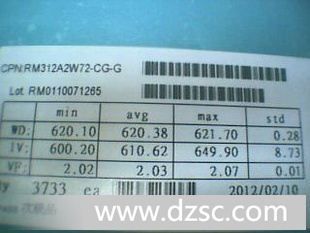 CPN:RM312A2W72-CG-G
Lot RM0110071265
min avg max std
WD: 620.10 620.38 621.70 0.28
IV: 600.20 610.62 649.90 8.73
VF: 2.02 2.03 2.07 0.01
3733 ea 2012/02/10
www.dzsc.com